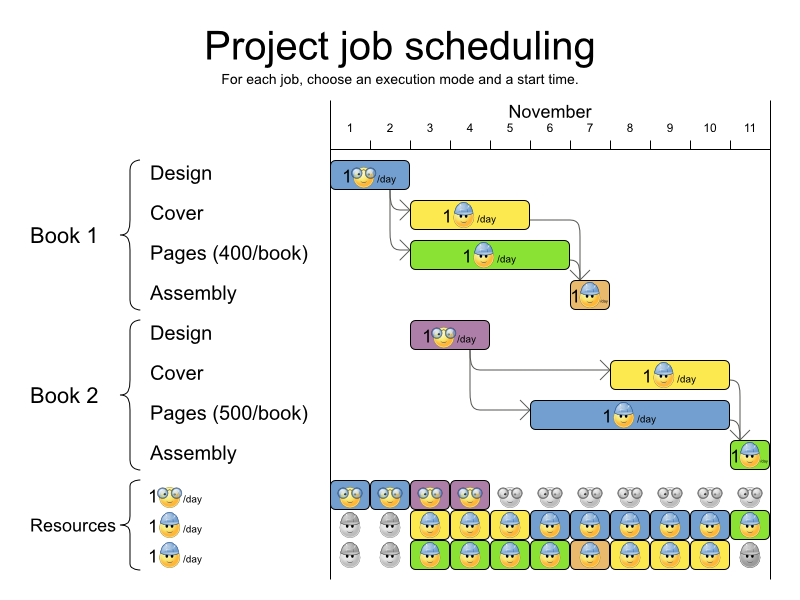 Project job scheduling
For each job, choose an execution mode and a start time.
November
1 2 3 4 5 6 7 8 9 10 11
Book 1
Design
1 /day
Cover
1 /day
Pages (400/book)
1 /day
Assembly
1 /day
Book 2
Design
1 /day
Cover
1 /day
Pages (500/book)
1 /day
Assembly
1 /day
Resources
1 /day
1 /day
1 /day